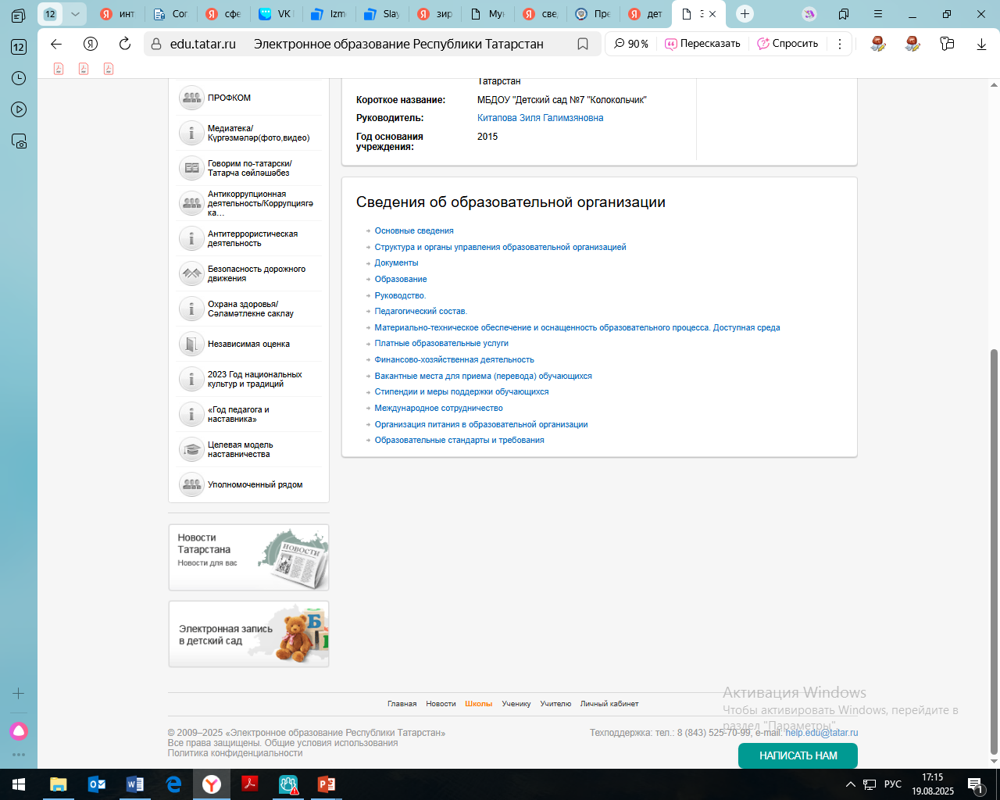 12
инт
Сог
сфе
VK
Izmе
Slay
зир
Мун
све
Пре
дет
12
edu.tatar.ru Электронное образование Республики Татарстан
90 %
Пересказать
Спросить
ПРОФКОМ
Медиатека/
Күргәзмәләр(фото,видео)
Говорим по-татарски/
Татарча сөйләшәбез
Антикоррупционная
деятельность/Коррупциягә
ка…
Антитеррористическая
деятельность
Безопасность дорожного
движения
Охрана здоровья/
Сәламәтлекне саклау
Независимая оценка
2023 Год национальных
культур и традиций
«Год педагога и
наставника»
Целевая модель
наставничества
Уполномоченный рядом
Татарстан
Короткое название: МБДОУ "Детский сад №7 "Колокольчик"
Руководитель: Китапова Зиля Галимзяновна
Год основания
учреждения:
2015
Сведения об образовательной организации
Основные сведения
Структура и органы управления образовательной организацией
Документы
Образование
Руководство.
Педагогический состав.
Материально-техническое обеспечение и оснащенность образовательного процесса. Доступная среда
Платные образовательные услуги
Финансово-хозяйственная деятельность
Вакантные места для приема (перевода) обучающихся
Стипендии и меры поддержки обучающихся
Международное сотрудничество
Организация питания в образовательной организации
Образовательные стандарты и требования
Новости
Татарстана
Новости для вас
НОВОСТИ
Электронная запись
в детский сад
Б
Главная Новости Школы Ученику Учителю Личный кабинет
© 2009–2025 «Электронное образование Республики Татарстан»
Все права защищены. Общие условия использования
Политика конфиденциальности
Техподдержка: тел.: 8 (843) 525-70-99, e-mail: help.edu@tatar.ru
НАПИСАТЬ НАМ
Активация Windows
Чтобы активировать Windows, перейдите в
раздел "Параметры".
РУС
17:15
19.08.2025
1